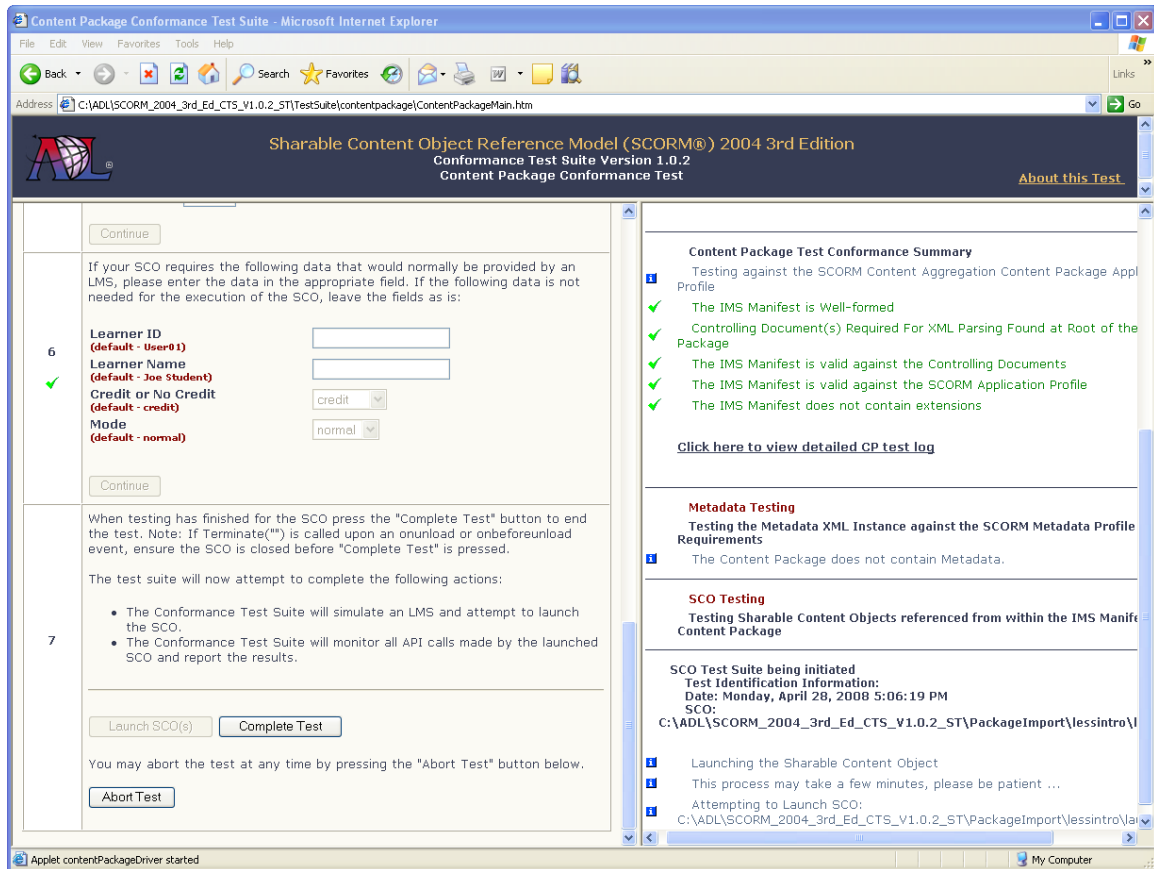 Content Package Conformance Test Suite - Microsoft Internet Explorer
File Edit View Favorites Tools Help
Back Search Favorites Links
Address C:\ADL\SCORM_2004_3rd_Ed_CTS_V1.0.2_ST\TestSuite\contentpackage\ContentPackageMain.htm Go
Sharable Content Object Reference Model (SCORM®) 2004 3rd Edition
Conformance Test Suite Version 1.0.2
Content Package Conformance Test
About this Test
Continue
If your SCO requires the following data that would normally be provided by an
LMS, please enter the data in the appropriate field. If the following data is not
needed for the execution of the SCO, leave the fields as is:
6
Learner ID
(default - User01)
Learner Name
(default - Joe Student)
Credit or No Credit
(default - credit)
credit
Mode
(default - normal)
normal
Continue
7
When testing has finished for the SCO press the "Complete Test" button to end
the test. Note: If Terminate("") is called upon an onunload or onbeforeunload
event, ensure the SCO is closed before "Complete Test" is pressed.
The test suite will now attempt to complete the following actions:
• The Conformance Test Suite will simulate an LMS and attempt to launch
the SCO.
• The Conformance Test Suite will monitor all API calls made by the launched
SCO and report the results.
Launch SCO(s) Complete Test
You may abort the test at any time by pressing the "Abort Test" button below.
Abort Test
Content Package Test Conformance Summary
Testing against the SCORM Content Aggregation Content Package Appl
Profile
The IMS Manifest is Well-formed
Controlling Document(s) Required For XML Parsing Found at Root of the
Package
The IMS Manifest is valid against the Controlling Documents
The IMS Manifest is valid against the SCORM Application Profile
The IMS Manifest does not contain extensions
Click here to view detailed CP test log
Metadata Testing
Testing the Metadata XML Instance against the SCORM Metadata Profile
Requirements
The Content Package does not contain Metadata.
SCO Testing
Testing Sharable Content Objects referenced from within the IMS Manife
Content Package
SCO Test Suite being initiated
Test Identification Information:
Date: Monday, April 28, 2008 5:06:19 PM
SCO:
C:\ADL\SCORM_2004_3rd_Ed_CTS_V1.0.2_ST\PackageImport\lessintro\l
Launching the Sharable Content Object
This process may take a few minutes, please be patient ...
Attempting to Launch SCO:
C:\ADL\SCORM_2004_3rd_Ed_CTS_V1.0.2_ST\PackageImport\lessintro\la
Applet contentPackageDriver started
My Computer